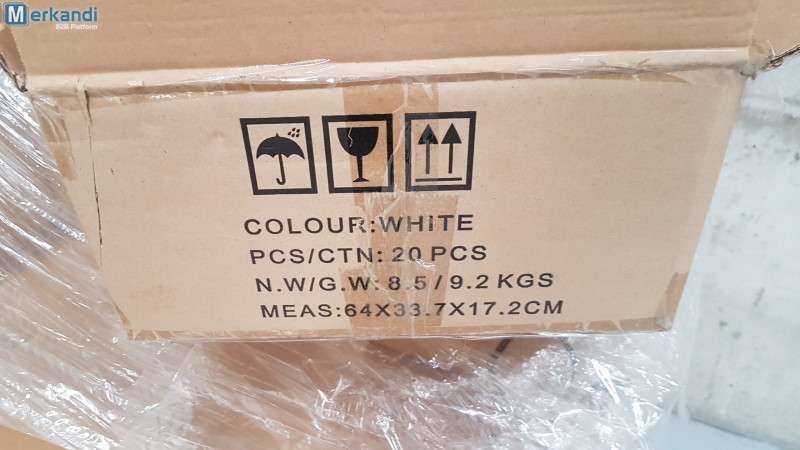 Merkandi
B2B Platform
COLOUR:WHITE
PCS/CTN: 20 PCS
N.W/G.W: 8.5 / 9.2 KGS
MEAS:64X33.7X17.2CM